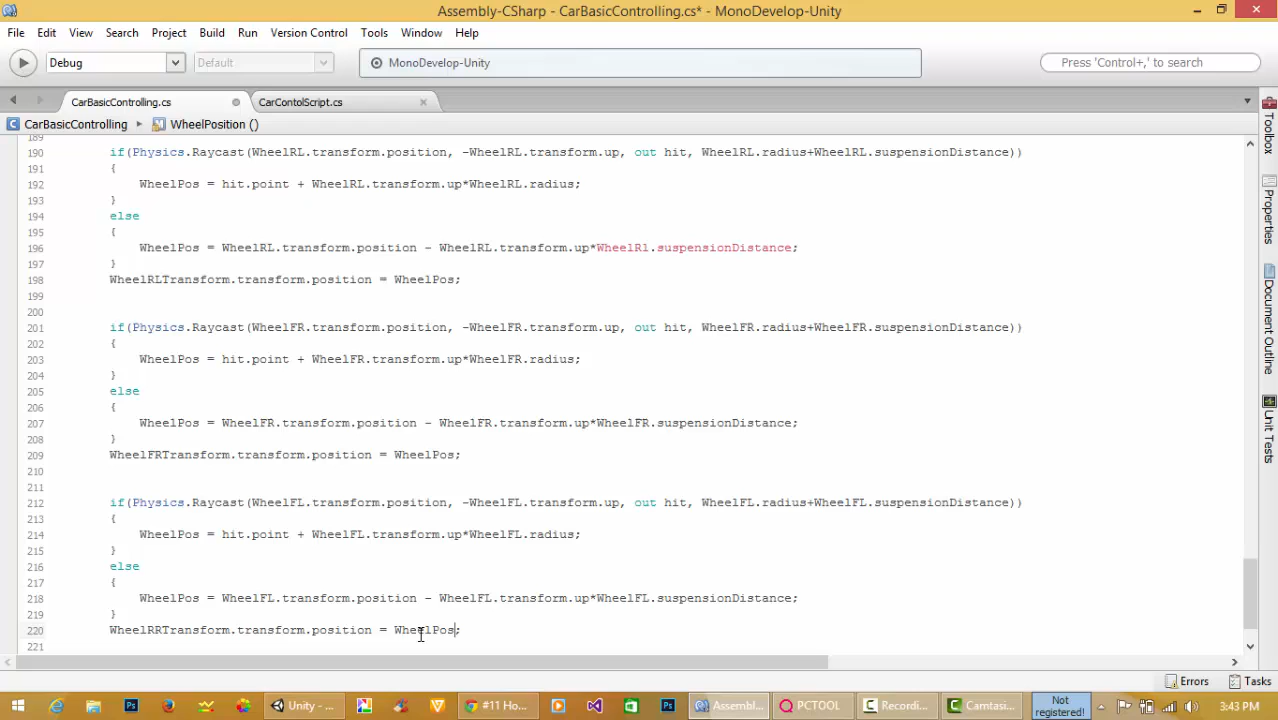 Assembly-CSharp - CarBasicControlling.cs* - MonoDevelop-Unity
File Edit View Search Project Build Run Version Control Tools Window Help
Debug Default MonoDevelop-Unity Press 'Control+,' to search
CarBasicControlling.cs CarContolScript.cs
CarBasicControlling WheelPosition ()
189
190 if(Physics.Raycast(WheelRL.transform.position, -WheelRL.transform.up, out hit, WheelRL.radius+WheelRL.suspensionDistance))
191 {
192 WheelPos = hit.point + WheelRL.transform.up*WheelRL.radius;
193 }
194 else
195 {
196 WheelPos = WheelRL.transform.position - WheelRL.transform.up*WheelRl.suspensionDistance;
197 }
198 WheelRLTransform.transform.position = WheelPos;
199
200
201 if(Physics.Raycast(WheelFR.transform.position, -WheelFR.transform.up, out hit, WheelFR.radius+WheelFR.suspensionDistance))
202 {
203 WheelPos = hit.point + WheelFR.transform.up*WheelFR.radius;
204 }
205 else
206 {
207 WheelPos = WheelFR.transform.position - WheelFR.transform.up*WheelFR.suspensionDistance;
208 }
209 WheelFRTransform.transform.position = WheelPos;
210
211
212 if(Physics.Raycast(WheelFL.transform.position, -WheelFL.transform.up, out hit, WheelFL.radius+WheelFL.suspensionDistance))
213 {
214 WheelPos = hit.point + WheelFL.transform.up*WheelFL.radius;
215 }
216 else
217 {
218 WheelPos = WheelFL.transform.position - WheelFL.transform.up*WheelFL.suspensionDistance;
219 }
220 WheelRRTransform.transform.position = WheelPos;
221
Toolbox
Properties
Document Outline
Unit Tests
Errors Tasks
Unity - ... #11 Ho... Assembl... PCTOOL Recordi... Camtasi... Not registered! 3:43 PM